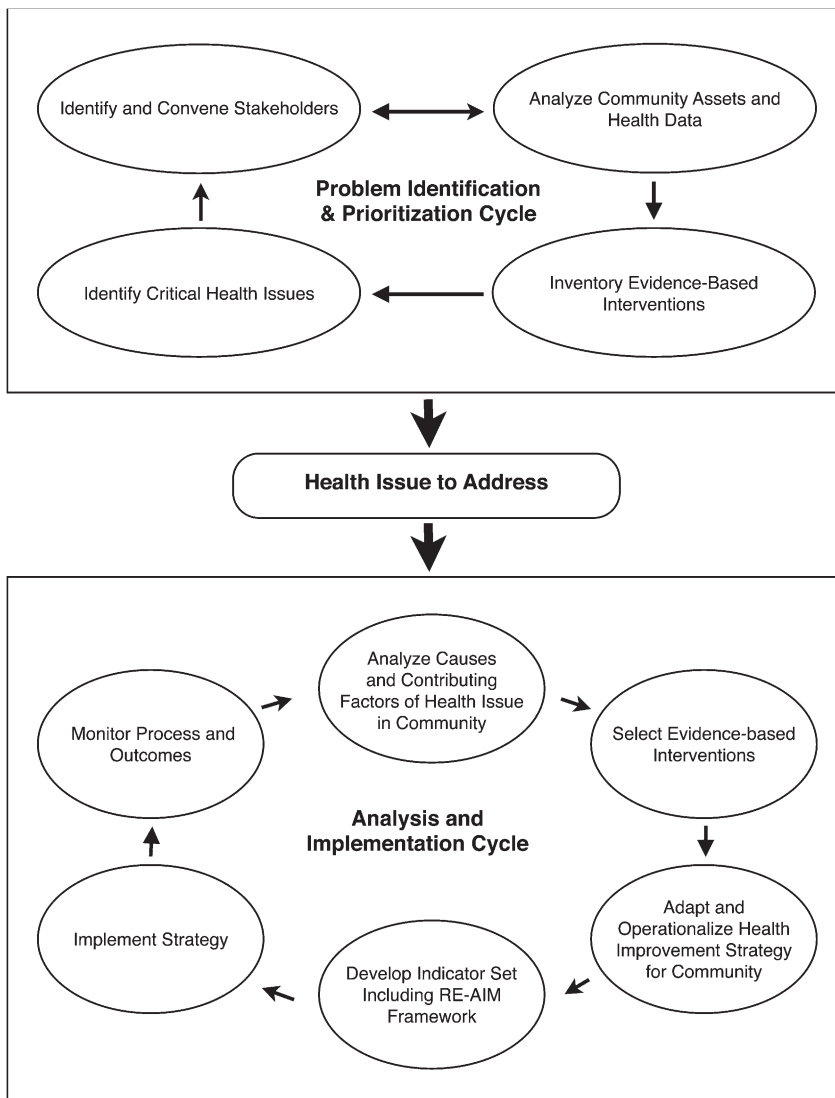 Identify and Convene Stakeholders
Analyze Community Assets and
Health Data
Problem Identification
& Prioritization Cycle
Identify Critical Health Issues
Inventory Evidence-Based
Interventions
Health Issue to Address
Analyze Causes
and Contributing
Factors of Health Issue
in Community
Monitor Process and
Outcomes
Select Evidence-based
Interventions
Analysis and
Implementation Cycle
Implement Strategy
Adapt and
Operationalize Health
Improvement Strategy
for Community
Develop Indicator Set
Including RE-AIM
Framework